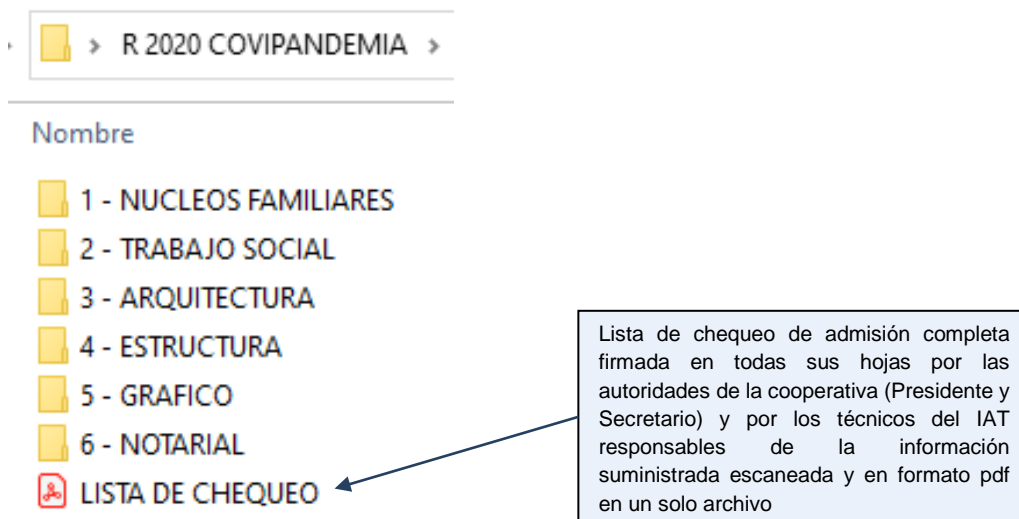 R 2020 COVIPANDEMIA
Nombre
1 - NUCLEOS FAMILIARES
2 - TRABAJO SOCIAL
3 - ARQUITECTURA
4 - ESTRUCTURA
5 - GRAFICO
6 - NOTARIAL
LISTA DE CHEQUEO
Lista de chequeo de admisión completa
firmada en todas sus hojas por las
autoridades de la cooperativa (Presidente y
Secretario) y por los técnicos del IAT
responsables de la información
suministrada escaneada y en formato pdf
en un solo archivo